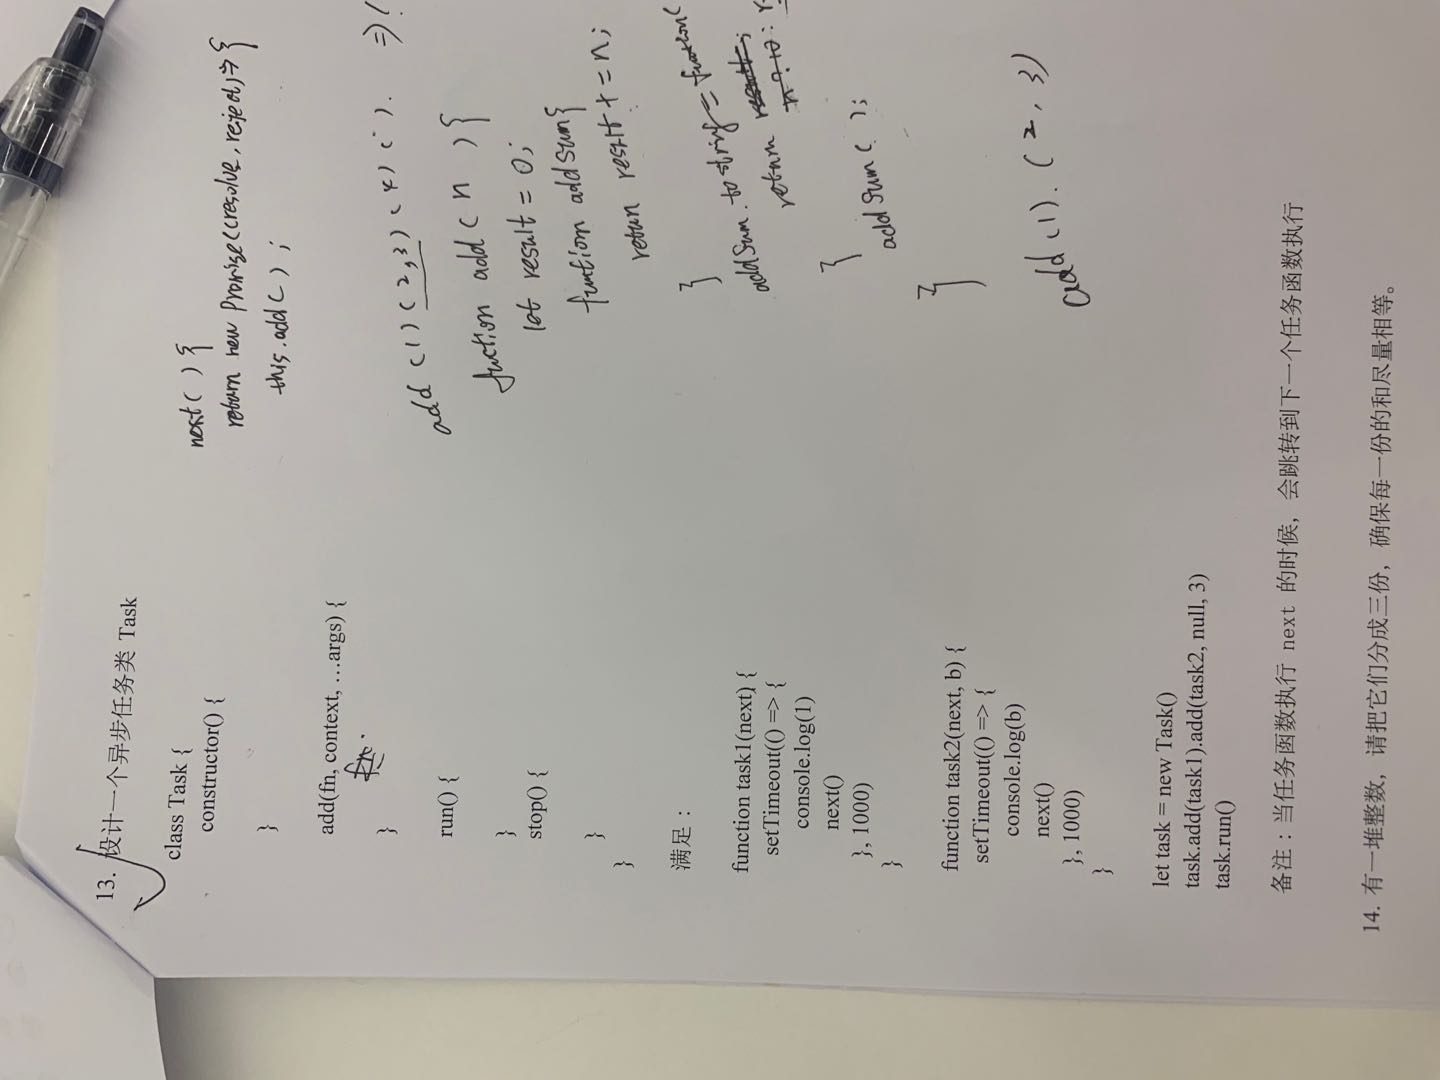 13. 设计一个异步任务类 Task
class Task {
constructor() {
}
add(fn, context, …args) {
fn.
}
run() {
}
stop() {
}
}
满足：
function task1(next) {
setTimeout(() => {
console.log(1)
next()
}, 1000)
}
function task2(next, b) {
setTimeout(() => {
console.log(b)
next()
}, 1000)
}
let task = new Task()
task.add(task1).add(task2, null, 3)
task.run()
备注：当任务函数执行 next 的时候，会跳转到下一个任务函数执行
14. 有一堆整数，请把它们分成三份，确保每一份的和尽量相等。
next() {
return new Promise((resolve, reject) => {
this.add();
add (1) (2,3) (4) ( ). =>
fuction add( n ) {
let result = 0;
funtion addSum{
return result += n;
}
addSum.tostring = function(
return result;
n? 10 :
}
addSum( );
}
add(1).(2, 3)